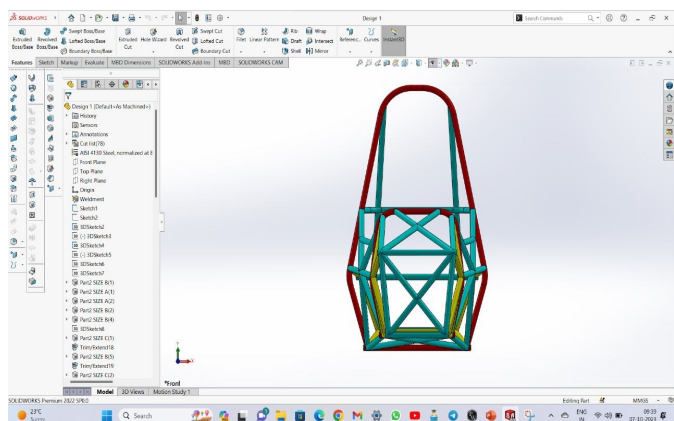 SOLIDWORKS
Design 1
Search Commands
Extruded Boss/Base
Revolved Boss/Base
Swept Boss/Base
Lofted Boss/Base
Boundary Boss/Base
Extruded Cut
Hole Wizard
Revolved Cut
Swept Cut
Lofted Cut
Boundary Cut
Fillet
Linear Pattern
Rib
Draft
Shell
Wrap
Intersect
Mirror
Referenc...
Curves
Instant3D
Features Sketch Markup Evaluate MBD Dimensions SOLIDWORKS Add-Ins MBD SOLIDWORKS CAM
Design 1 (Default<As Machined>)
History
Sensors
Annotations
Cut list(78)
AISI 4130 Steel, normalized at 8
Front Plane
Top Plane
Right Plane
Origin
Weldment
Sketch1
Sketch2
3DSketch2
(-) 3DSketch3
3DSketch4
(-) 3DSketch5
3DSketch6
3DSketch7
Part2 SIZE B(1)
Part2 SIZE A(1)
Part2 SIZE A(2)
Part2 SIZE B(2)
Part2 SIZE B(4)
3DSketch8
Part2 SIZE C(1)
Trim/Extend18
Part2 SIZE B(5)
Trim/Extend19
Part2 SIZE C(2)
*Front
Model 3D Views Motion Study 1
SOLIDWORKS Premium 2022 SP0.0
Editing Part
MMGS
23°C
Sunny
Search
ENG
IN
09:39
07-10-2023